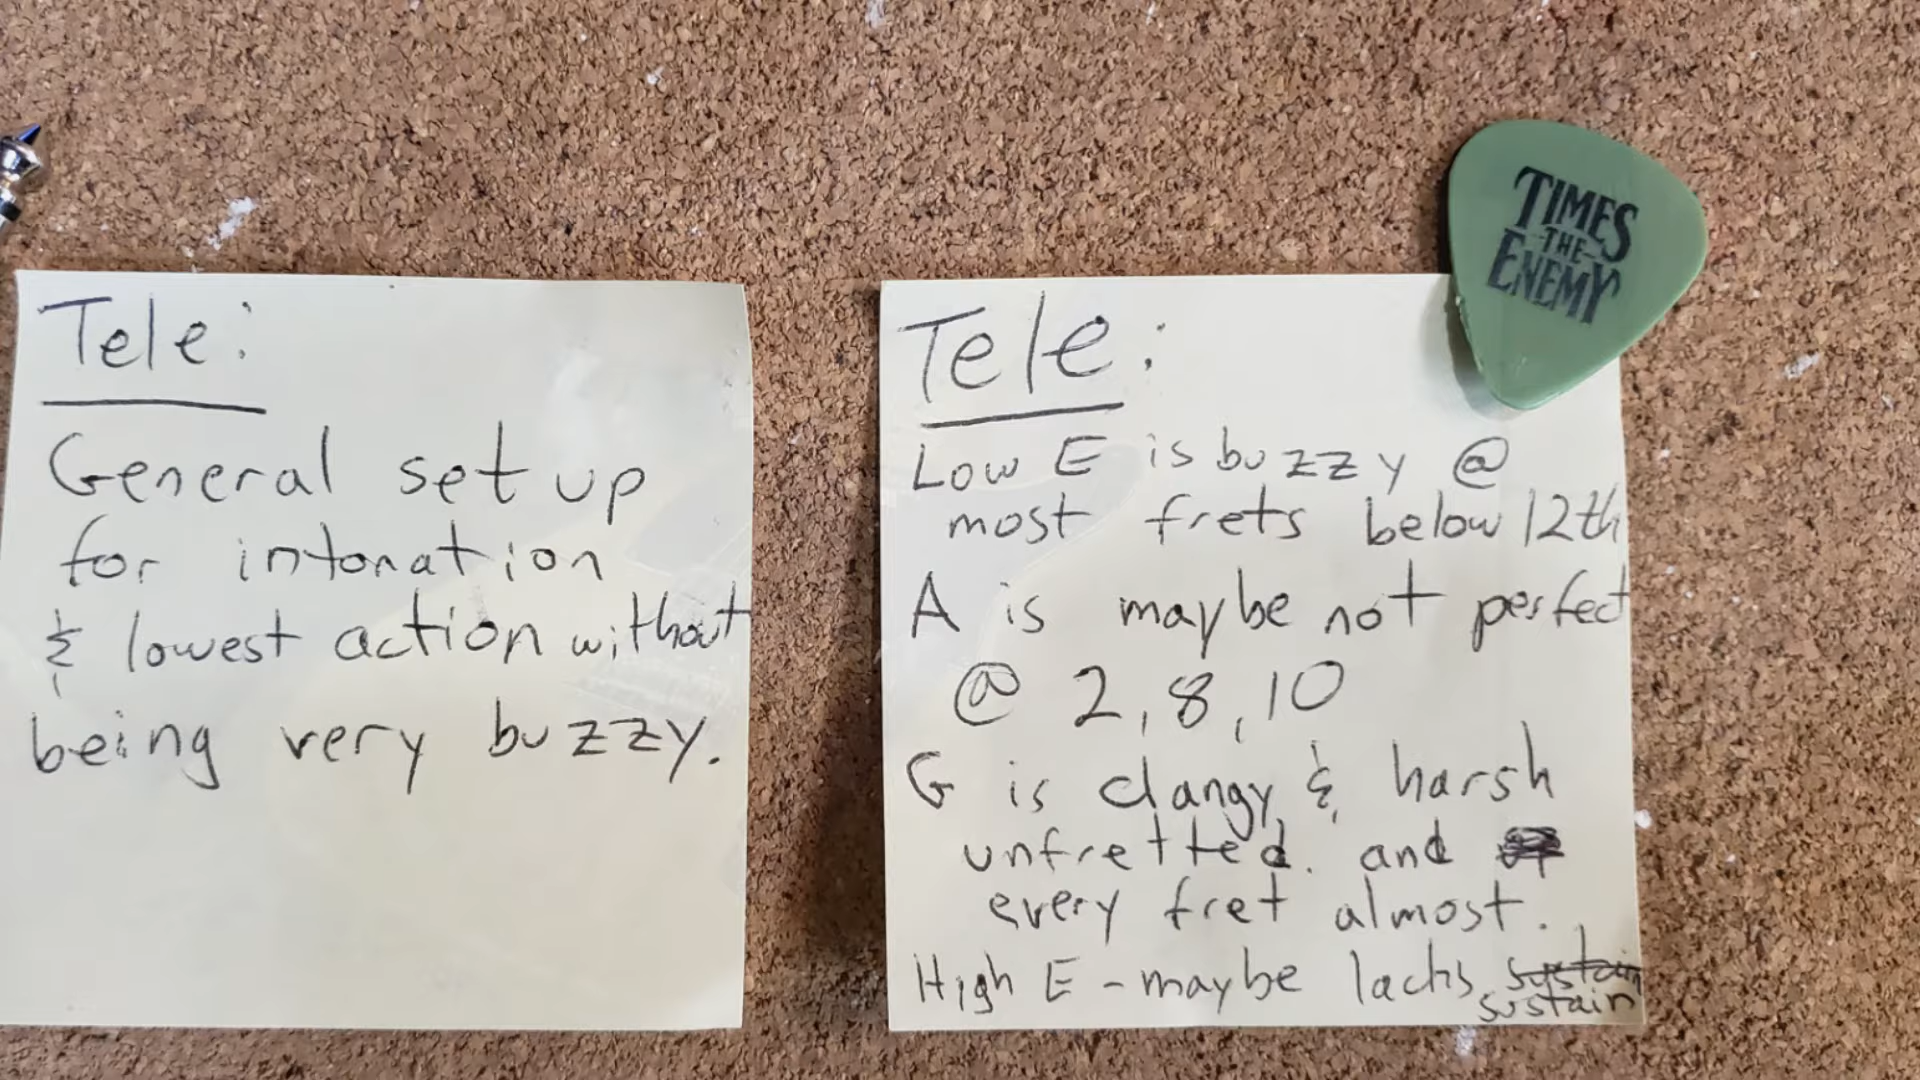 Tele:
General set up
for intonation
& lowest action without
being very buzzy.
TIMES
THE
ENEMY
Tele:
Low E is buzzy @
most frets below 12th
A is maybe not perfect
@ 2, 8, 10
G is clangy & harsh
unfretted. and
every fret almost.
High E - maybe lacks sustain
sustain